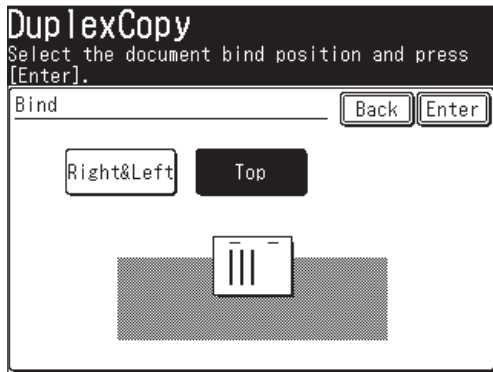 DuplexCopy
Select the document bind position and press
[Enter].
Bind
Back
Enter
Right&Left
Top